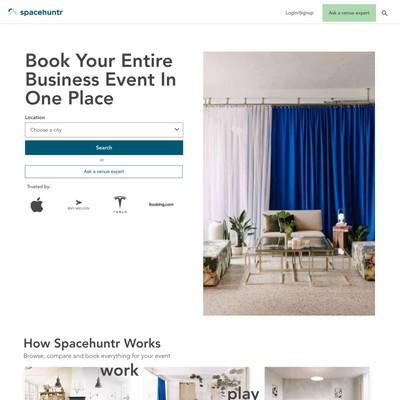 spacehuntr
Login/Signup
Ask a venue expert
Book Your Entire
Business Event In
One Place
Location
Choose a city
Search
or
Ask a venue expert
Trusted by:
BNY MELLON
TESLA
Booking.com
How Spacehuntr Works
Browse, compare and book everything for your event
work
play